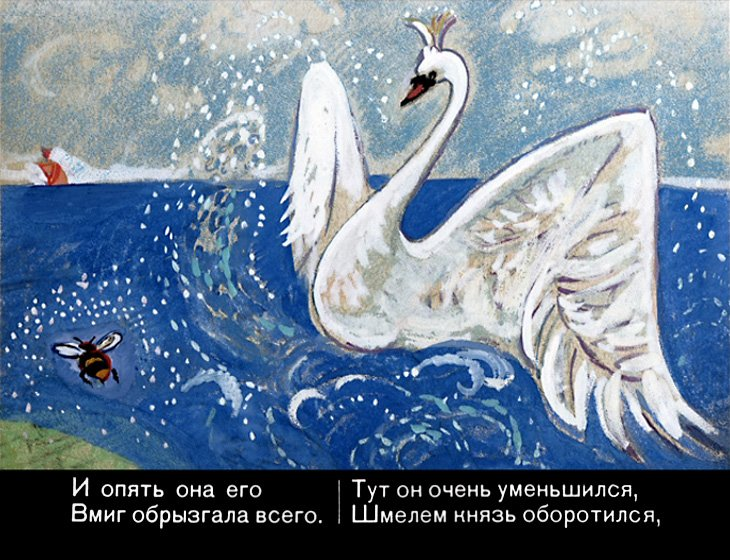 И опять она его
Вмиг обрызгала всего.
Тут он очень уменьшился,
Шмелем князь оборотился,